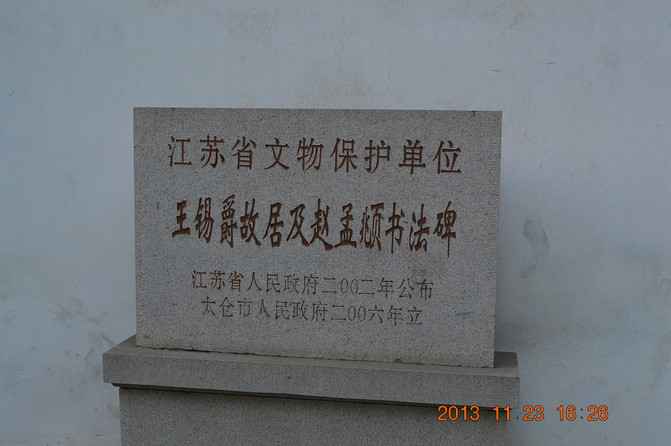 江苏省文物保护单位
王锡爵故居及赵孟頫书法碑
江苏省人民政府二〇〇二年公布
太仓市人民政府二〇〇六年立
2013 11 23 16:26